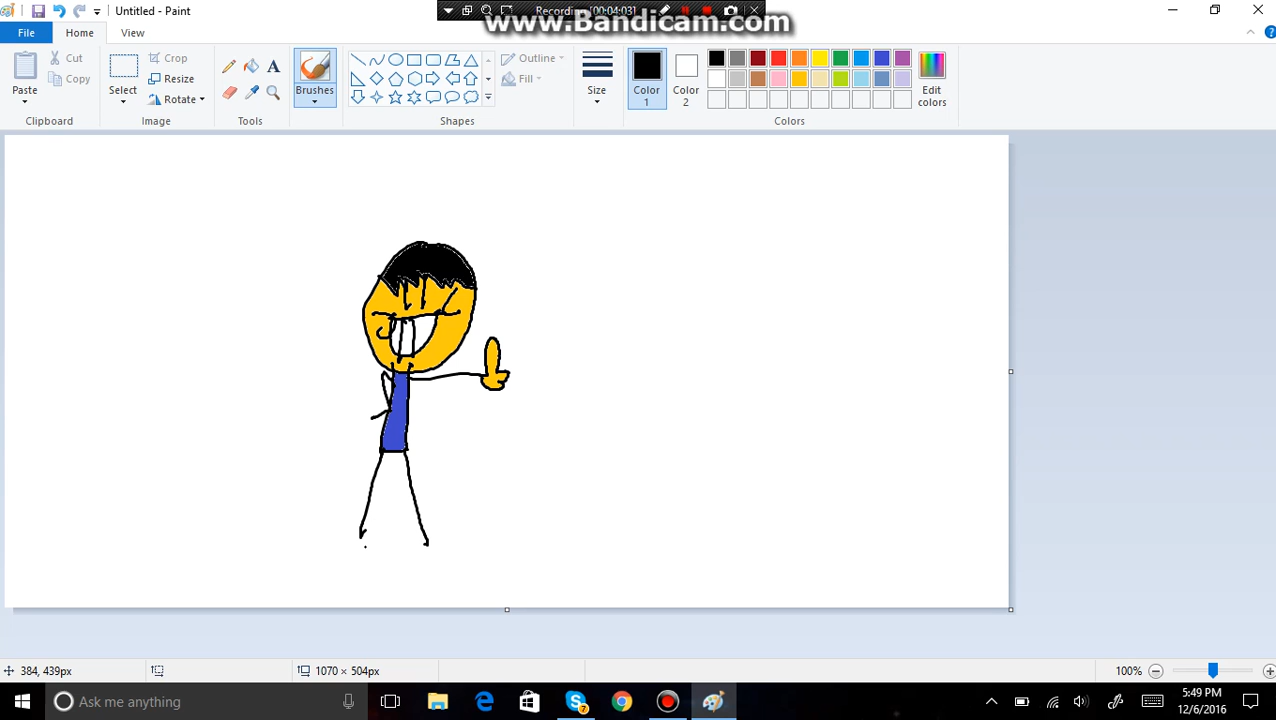 Untitled - Paint
Recording [00:04:03]
www.Bandicam.com
File Home View
Cut
Copy
Paste
Clipboard
Crop
Resize
Rotate
Select
Image
Tools
Brushes
Outline
Fill
Shapes
Size
Color 1
Color 2
Edit colors
Colors
384, 439px
1070 × 504px
100%
Ask me anything
7
5:49 PM
12/6/2016